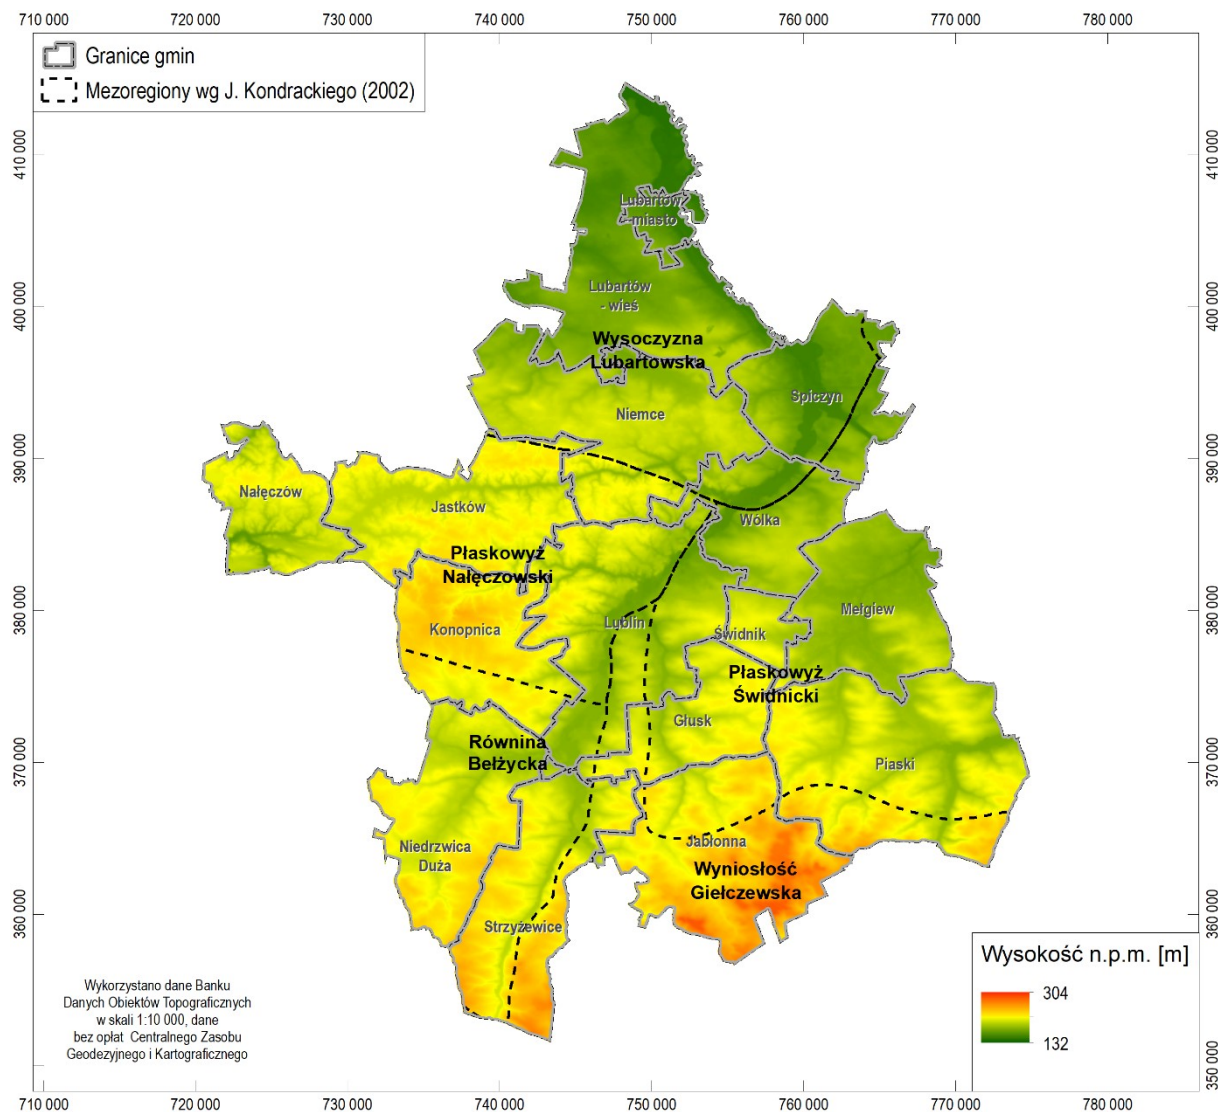 710 000 720 000 730 000 740 000 750 000 760 000 770 000 780 000
Granice gmin
Mezoregiony wg J. Kondrackiego (2002)
410 000 410 000
Lubartów
-miasto
Lubartów
- wieś
400 000 400 000
Wysoczyzna
Lubartowska
Spiczyn
Niemce
390 000 390 000
Nałęczów
Jastków
Wólka
Płaskowyż
Nałęczowski
380 000 380 000
Mełgiew
Konopnica
Lublin
Świdnik
Płaskowyż
Świdnicki
Głusk
Równina
Bełżycka
370 000 370 000
Piaski
Niedrzwica
Duża
Jabłonna
Wyniosłość
Giełczewska
360 000 360 000
Strzyżewice
Wysokość n.p.m. [m]
304
132
Wykorzystano dane Banku
Danych Obiektów Topograficznych
w skali 1:10 000, dane
bez opłat Centralnego Zasobu
Geodezyjnego i Kartograficznego
350 000
710 000 720 000 730 000 740 000 750 000 760 000 770 000 780 000